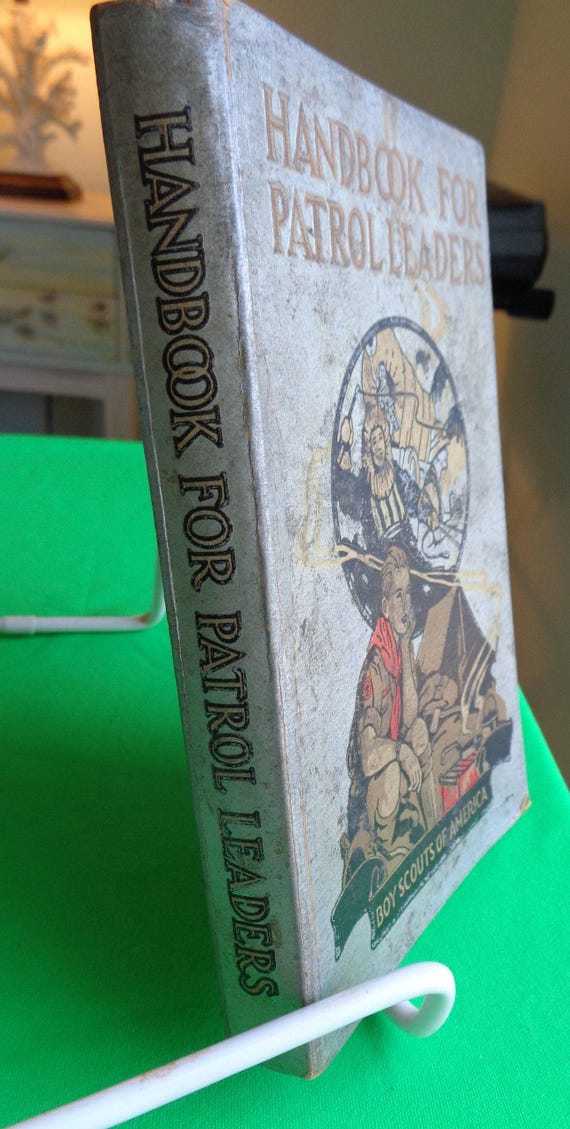 HANDBOOK FOR PATROL LEADERS
HANDBOOK FOR
PATROL LEADERS
BOY SCOUTS OF AMERICA